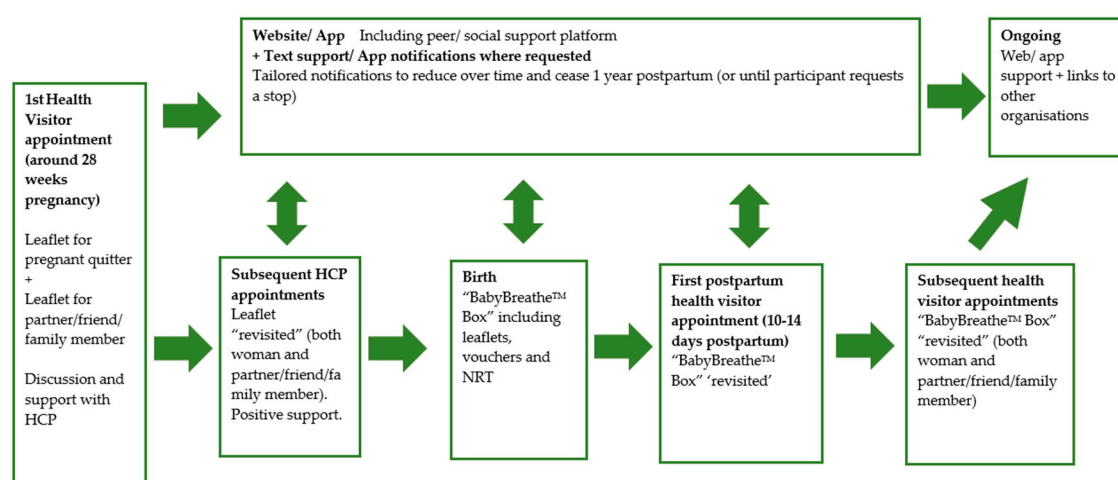 1st Health
Visitor
appointment
(around 28
weeks
pregnancy)
Leaflet for
pregnant quitter
+
Leaflet for
partner/friend/
family member
Discussion and
support with
HCP
Website/ App Including peer/ social support platform
+ Text support/ App notifications where requested
Tailored notifications to reduce over time and cease 1 year postpartum (or until participant requests
a stop)
Ongoing
Web/ app
support + links to
other
organisations
Subsequent HCP
appointments
Leaflet
“revisited” (both
woman and
partner/friend/fa
mily member).
Positive support.
Birth
“BabyBreathe™
Box” including
leaflets,
vouchers and
NRT
First postpartum
health visitor
appointment (10-14
days postpartum)
“BabyBreathe™
Box” ‘revisited’
Subsequent health
visitor appointments
“BabyBreathe™ Box”
“revisited” (both
woman and
partner/friend/family
member)